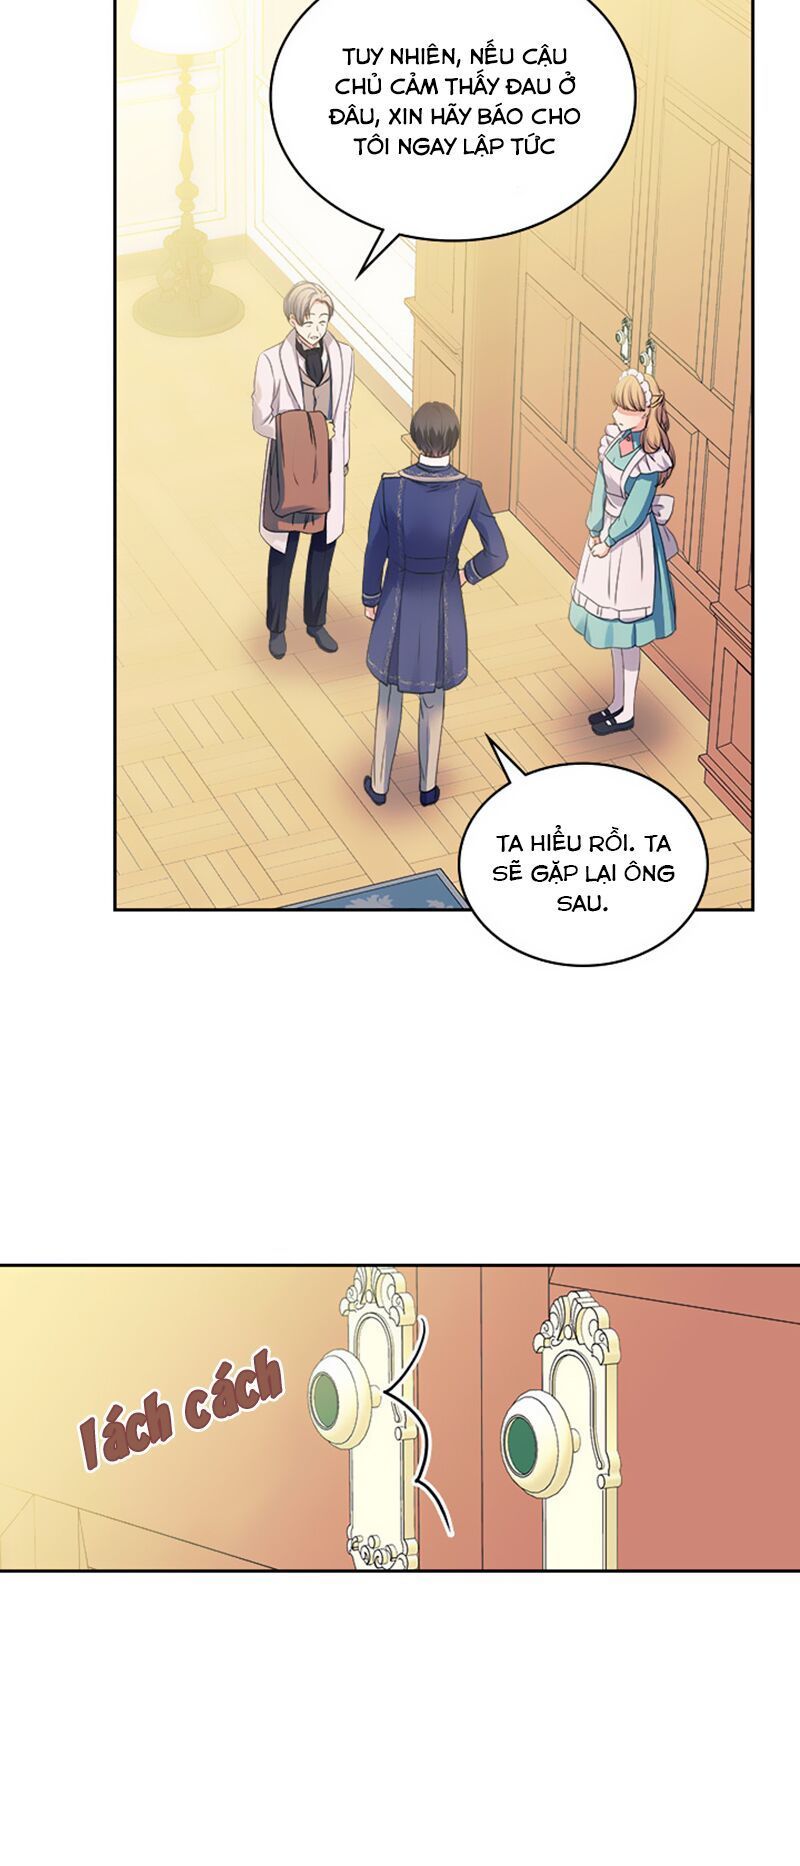 TUY NHIÊN, NẾU CẬU
CHỦ CẢM THẤY ĐAU Ở
ĐÂU, XIN HÃY BÁO CHO
TÔI NGAY LẬP TỨC
TA HIỂU RỒI. TA
SẼ GẶP LẠI ÔNG
SAU.
lách cách